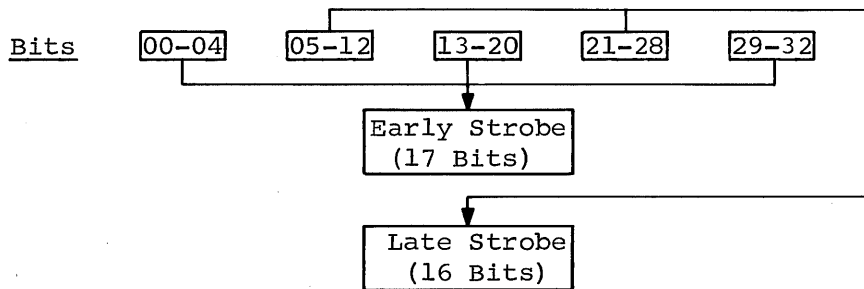 Bits 00-04 05-12 13-20 21-28 29-32
Early Strobe
(17 Bits)
Late Strobe
(16 Bits)